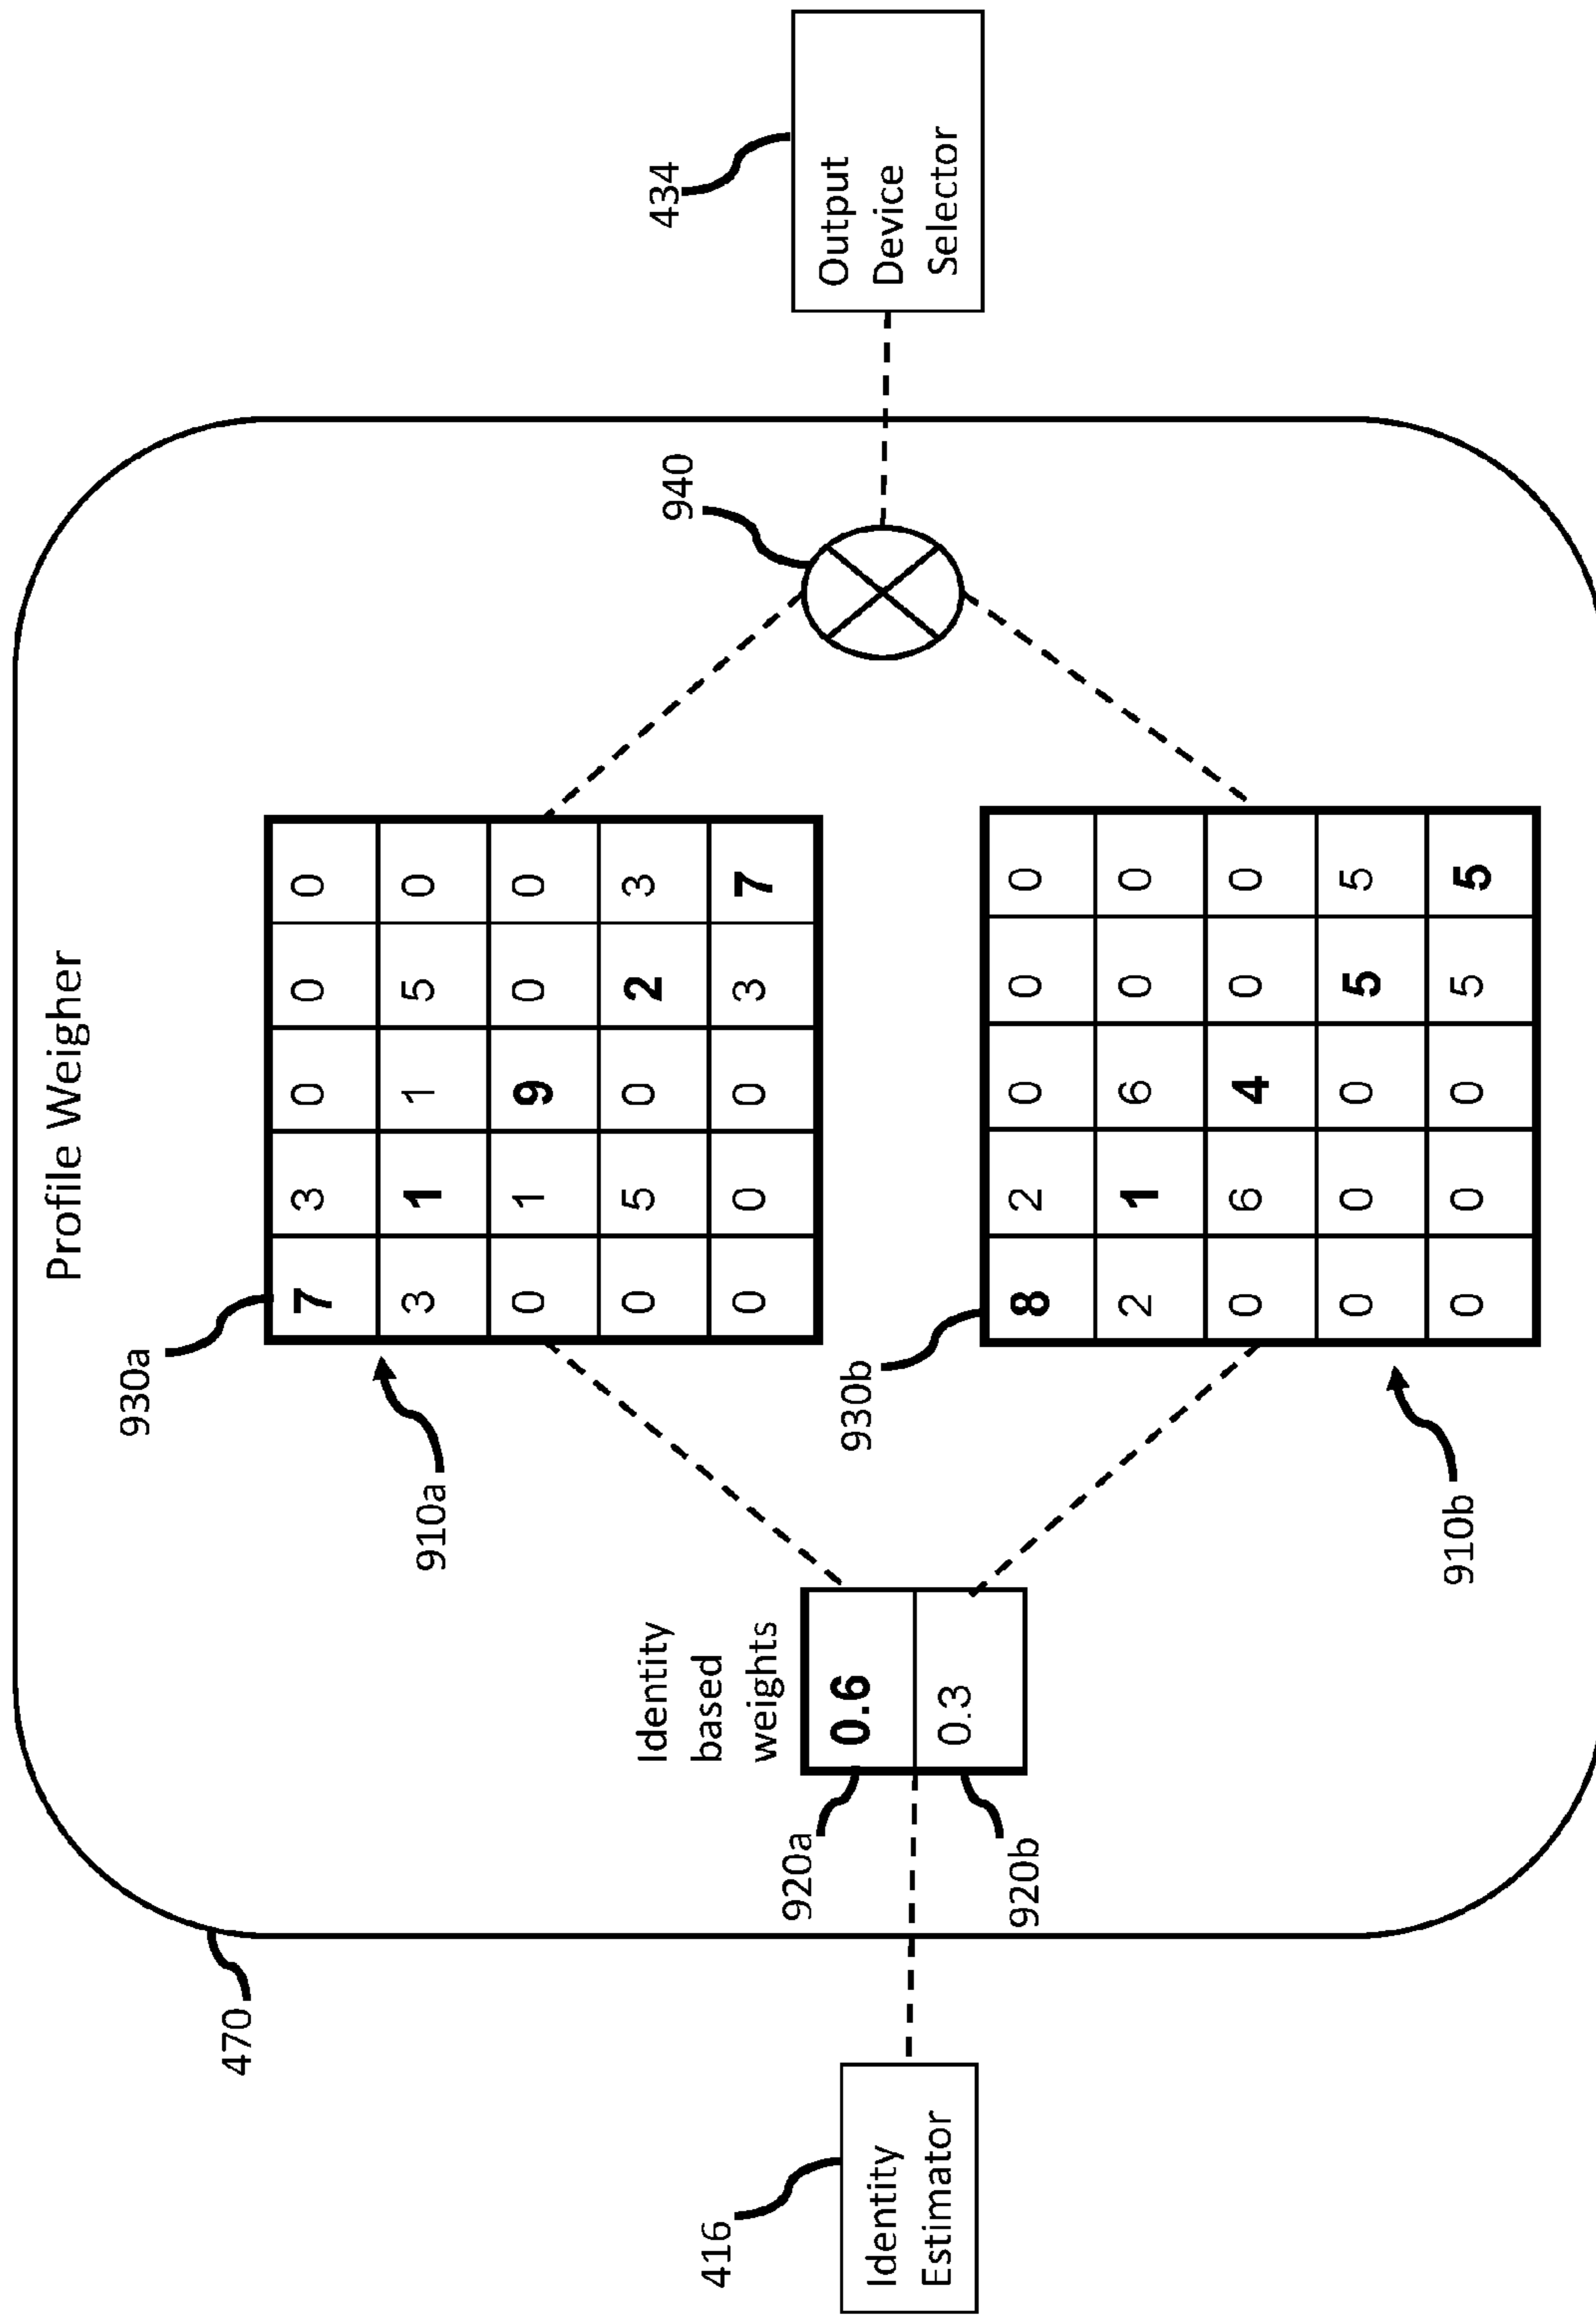 Profile Weigher
470
416
Identity
Estimator
Identity
based
weights
920a
0.6
920b
0.3
930a
910a
7 3 0 0 0
3 1 1 5 0
0 1 9 0 0
0 5 0 2 3
0 0 0 3 7
930b
910b
8 2 0 0 0
2 1 6 0 0
0 6 4 0 0
0 0 0 5 5
0 0 0 5 5
940
434
Output
Device
Selector